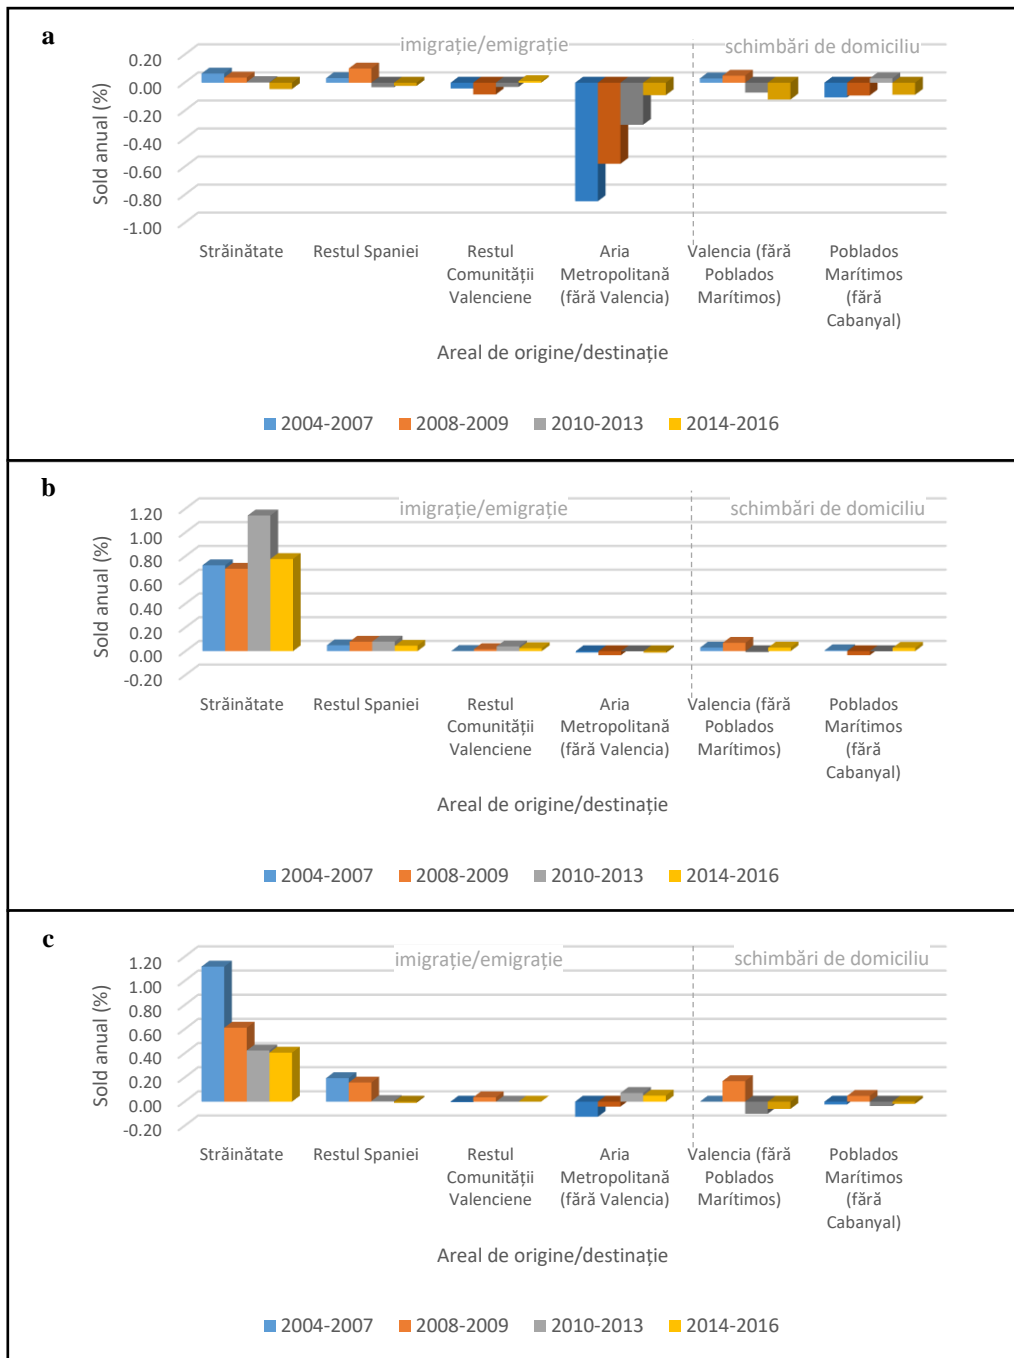 a
imigrație/emigrație
schimbări de domiciliu
Sold anual (%)
0.20
0.00
-0.20
-0.40
-0.60
-0.80
-1.00
Străinătate
Restul Spaniei
Restul
Comunității
Valenciene
Aria
Metropolitană
(fără Valencia)
Valencia (fără
Poblados
Marítimos)
Poblados
Marítimos
(fără
Cabanyal)
Areal de origine/destinație
2004-2007 2008-2009 2010-2013 2014-2016
b
imigrație/emigrație
schimbări de domiciliu
Sold anual (%)
1.20
1.00
0.80
0.60
0.40
0.20
0.00
-0.20
Străinătate
Restul Spaniei
Restul
Comunității
Valenciene
Aria
Metropolitană
(fără Valencia)
Valencia (fără
Poblados
Marítimos)
Poblados
Marítimos
(fără
Cabanyal)
Areal de origine/destinație
2004-2007 2008-2009 2010-2013 2014-2016
c
imigrație/emigrație
schimbări de domiciliu
Sold anual (%)
1.20
1.00
0.80
0.60
0.40
0.20
0.00
-0.20
Străinătate
Restul Spaniei
Restul
Comunității
Valenciene
Aria
Metropolitană
(fără Valencia)
Valencia (fără
Poblados
Marítimos)
Poblados
Marítimos
(fără
Cabanyal)
Areal de origine/destinație
2004-2007 2008-2009 2010-2013 2014-2016